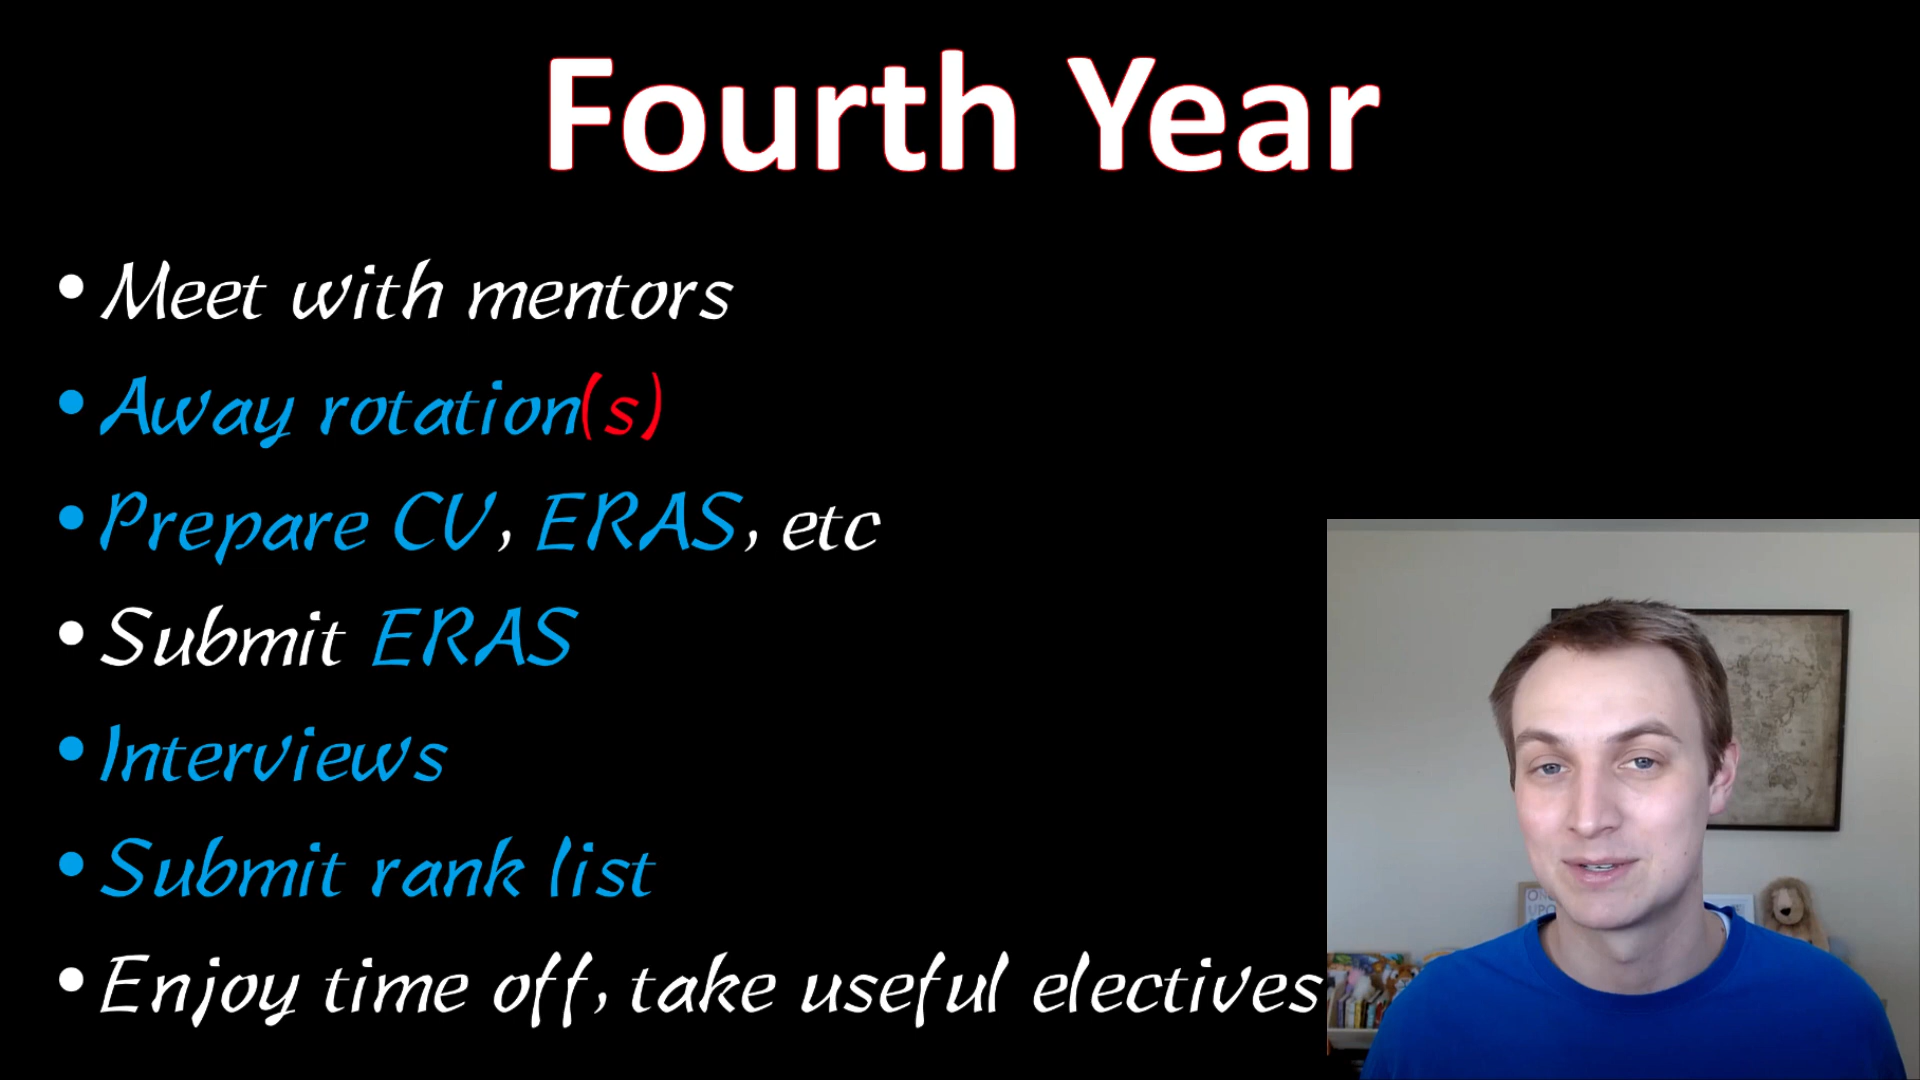 Fourth Year
• Meet with mentors
• Away rotation(s)
• Prepare CV, ERAS, etc
• Submit ERAS
• Interviews
• Submit rank list
• Enjoy time off, take useful electives